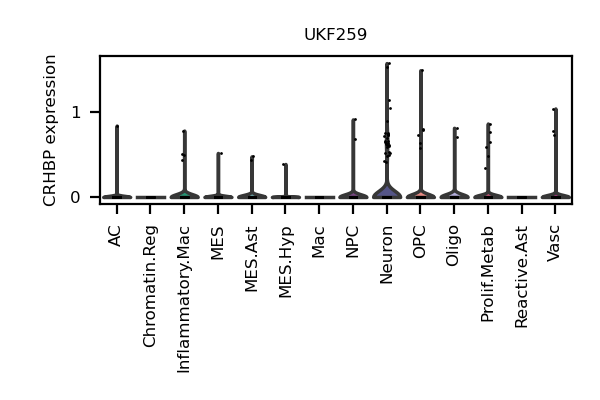 UKF259
CRHBP expression
1
0
AC
Chromatin.Reg
Inflammatory.Mac
MES
MES.Ast
MES.Hyp
Mac
NPC
Neuron
OPC
Oligo
Prolif.Metab
Reactive.Ast
Vasc